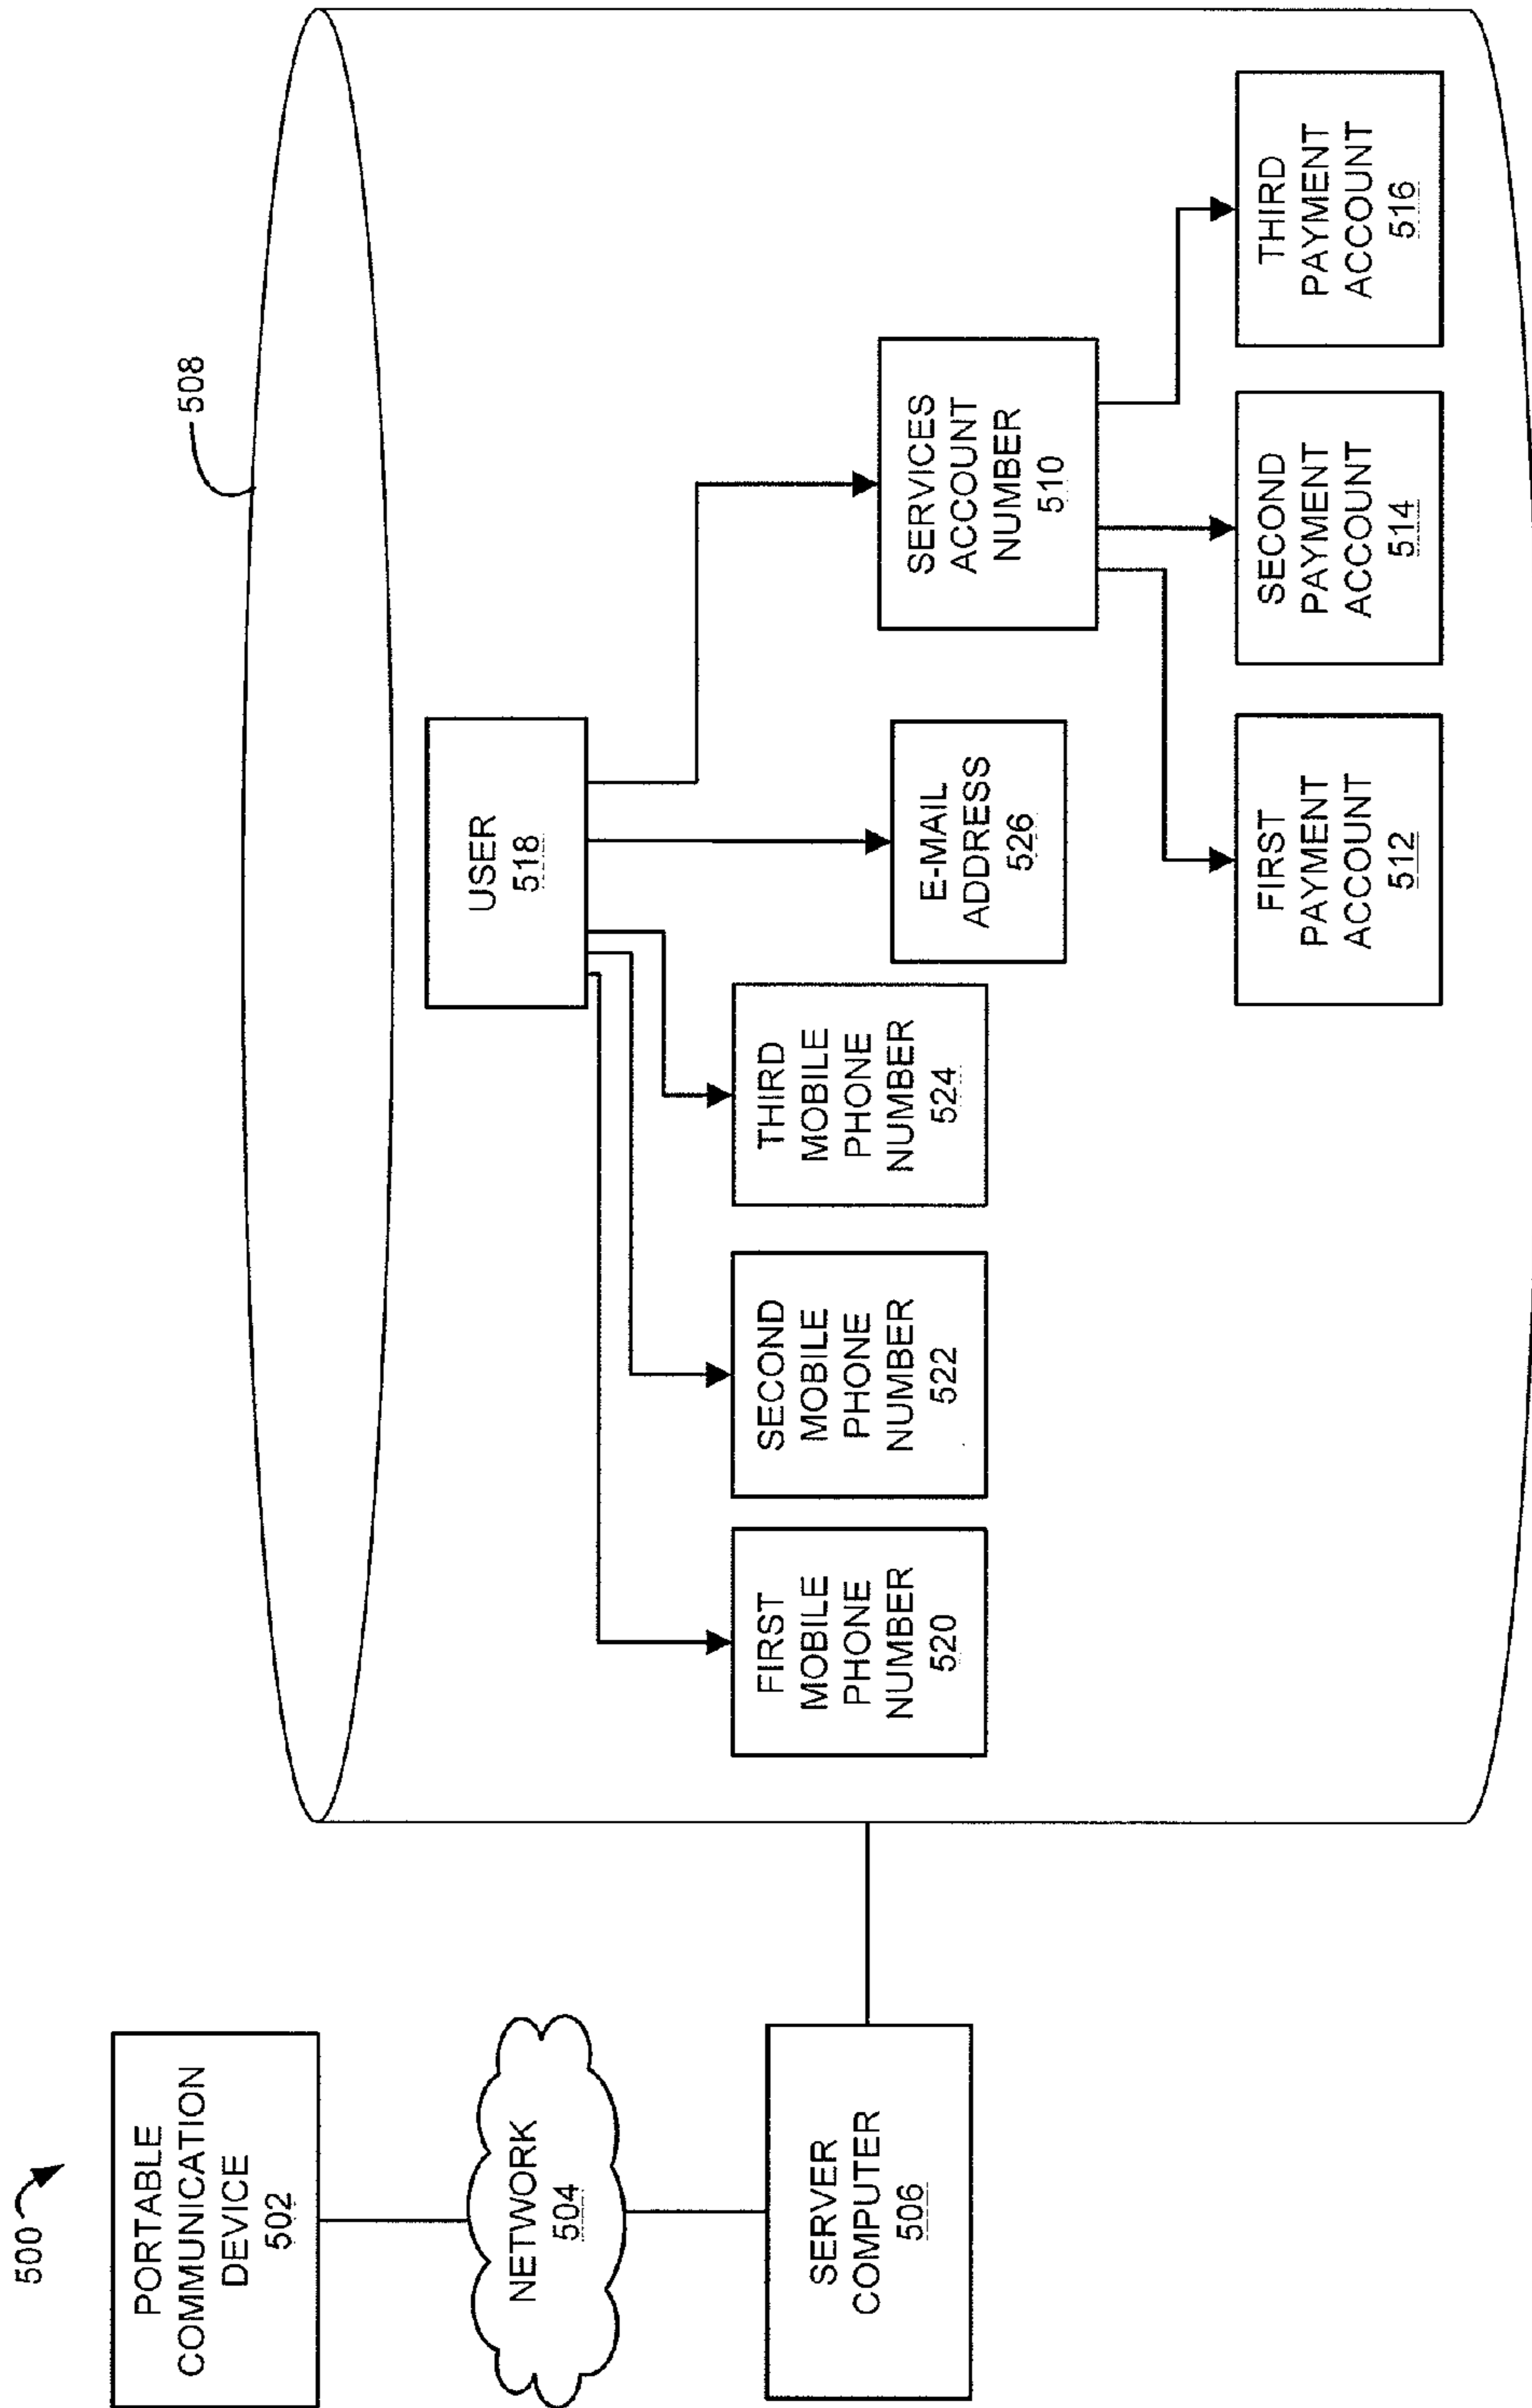 500
PORTABLE
COMMUNICATION
DEVICE
502
NETWORK
504
SERVER
COMPUTER
506
508
USER
518
FIRST
MOBILE
PHONE
NUMBER
520
SECOND
MOBILE
PHONE
NUMBER
522
THIRD
MOBILE
PHONE
NUMBER
524
E-MAIL
ADDRESS
526
SERVICES
ACCOUNT
NUMBER
510
FIRST
PAYMENT
ACCOUNT
512
SECOND
PAYMENT
ACCOUNT
514
THIRD
PAYMENT
ACCOUNT
516